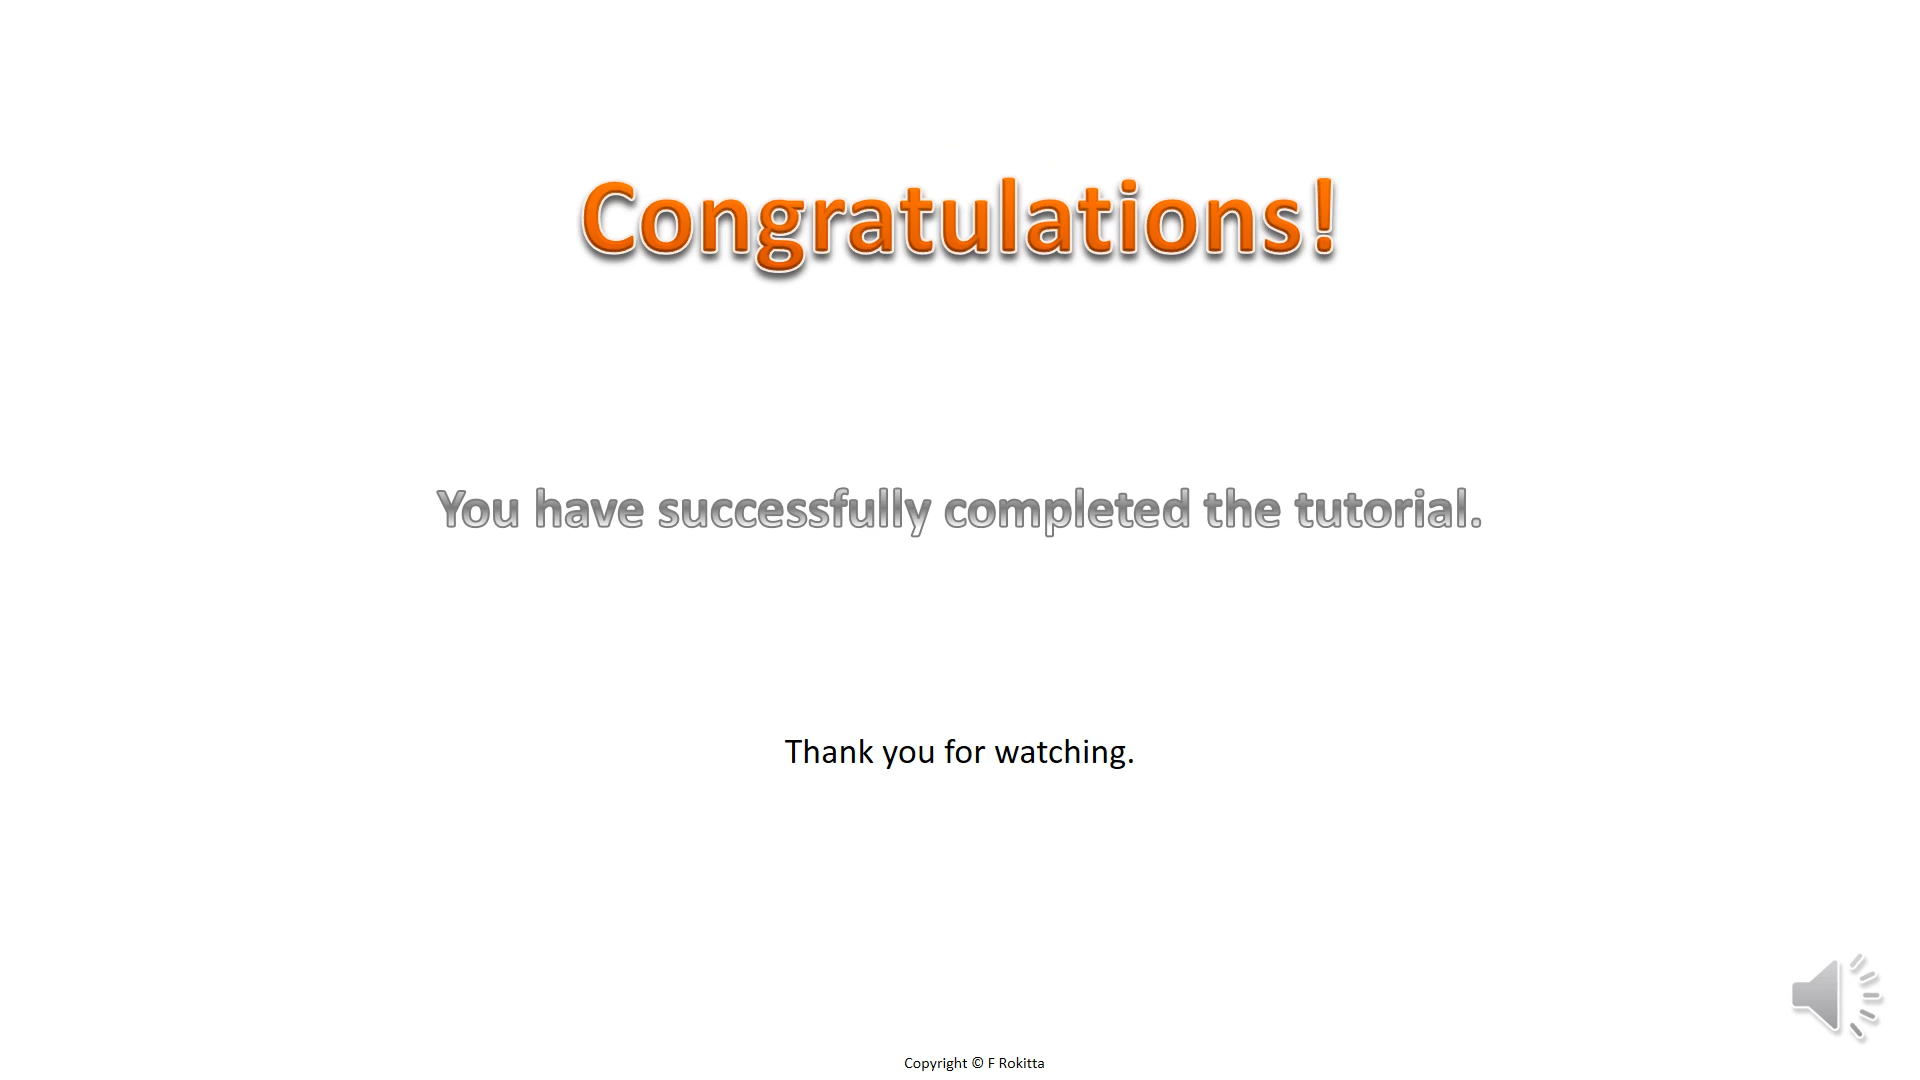 Congratulations!
You have successfully completed the tutorial.
Thank you for watching.
Copyright © F Rokitta